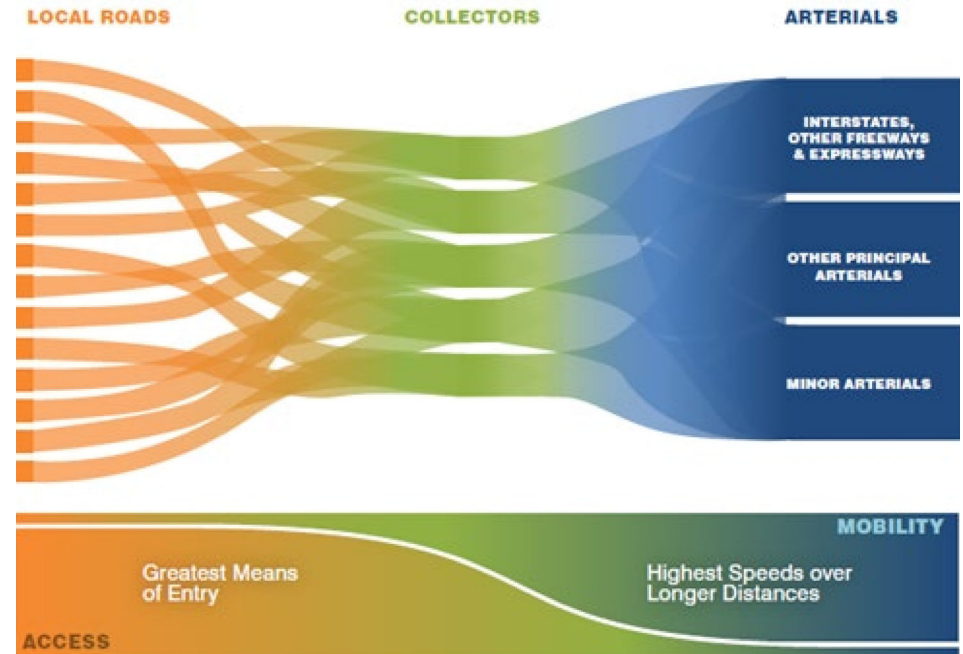 LOCAL ROADS
COLLECTORS
ARTERIALS
INTERSTATES,
OTHER FREEWAYS
& EXPRESSWAYS
OTHER PRINCIPAL
ARTERIALS
MINOR ARTERIALS
MOBILITY
Greatest Means
of Entry
Highest Speeds over
Longer Distances
ACCESS